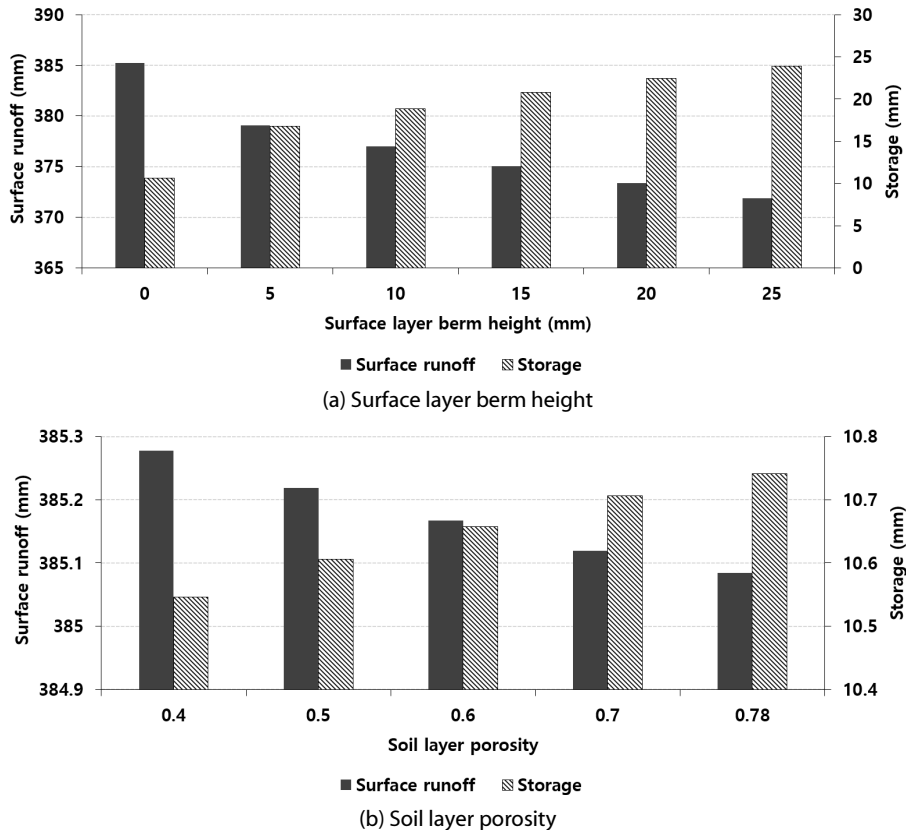 390
385
380
375
370
365
Surface runoff (mm)
30
25
20
15
10
5
0
Storage (mm)
0 5 10 15 20 25
Surface layer berm height (mm)
Surface runoff Storage
(a) Surface layer berm height
385.3
385.2
385.1
385
384.9
Surface runoff (mm)
10.8
10.7
10.6
10.5
10.4
Storage (mm)
0.4 0.5 0.6 0.7 0.78
Soil layer porosity
Surface runoff Storage
(b) Soil layer porosity